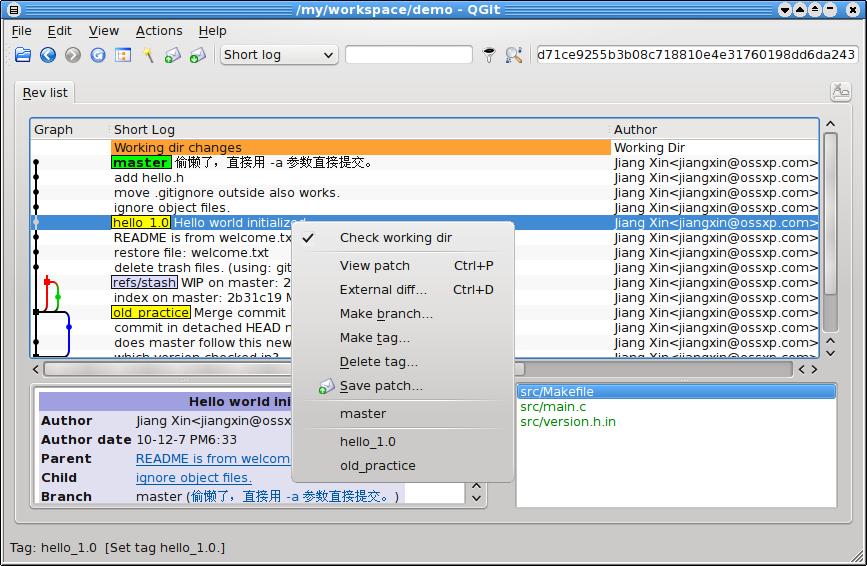 /my/workspace/demo - QGit
File Edit View Actions Help
Short log d71ce9255b3b08c718810e4e31760198dd6da243
Rev list
Graph Short Log Author
Working dir changes Working Dir
master 偷懒了，直接用 -a 参数直接提交。 Jiang Xin<jiangxin@ossxp.com>
add hello.h Jiang Xin<jiangxin@ossxp.com>
move .gitignore outside also works. Jiang Xin<jiangxin@ossxp.com>
ignore object files. Jiang Xin<jiangxin@ossxp.com>
hello_1.0 Hello world initialized. Jiang Xin<jiangxin@ossxp.com>
README is from welcome.tx Jiang Xin<jiangxin@ossxp.com>
restore file: welcome.txt Jiang Xin<jiangxin@ossxp.com>
delete trash files. (using: git Jiang Xin<jiangxin@ossxp.com>
refs/stash WIP on master: 2 Jiang Xin<jiangxin@ossxp.com>
index on master: 2b31c19 M Jiang Xin<jiangxin@ossxp.com>
old_practice Merge commit Jiang Xin<jiangxin@ossxp.com>
commit in detached HEAD m Jiang Xin<jiangxin@ossxp.com>
does master follow this new Jiang Xin<jiangxin@ossxp.com>
which version checked in? Jiang Xin<jiangxin@ossxp.com>
Check working dir
View patch Ctrl+P
External diff... Ctrl+D
Make branch...
Make tag...
Delete tag...
Save patch...
master
hello_1.0
old_practice
Hello world ini
Author Jiang Xin<jiangxin@ossx
Author date 10-12-7 PM6:33
Parent README is from welcom
Child ignore object files.
Branch master (偷懒了，直接用 -a 参数直接提交。)
src/Makefile
src/main.c
src/version.h.in
Tag: hello_1.0 [Set tag hello_1.0.]